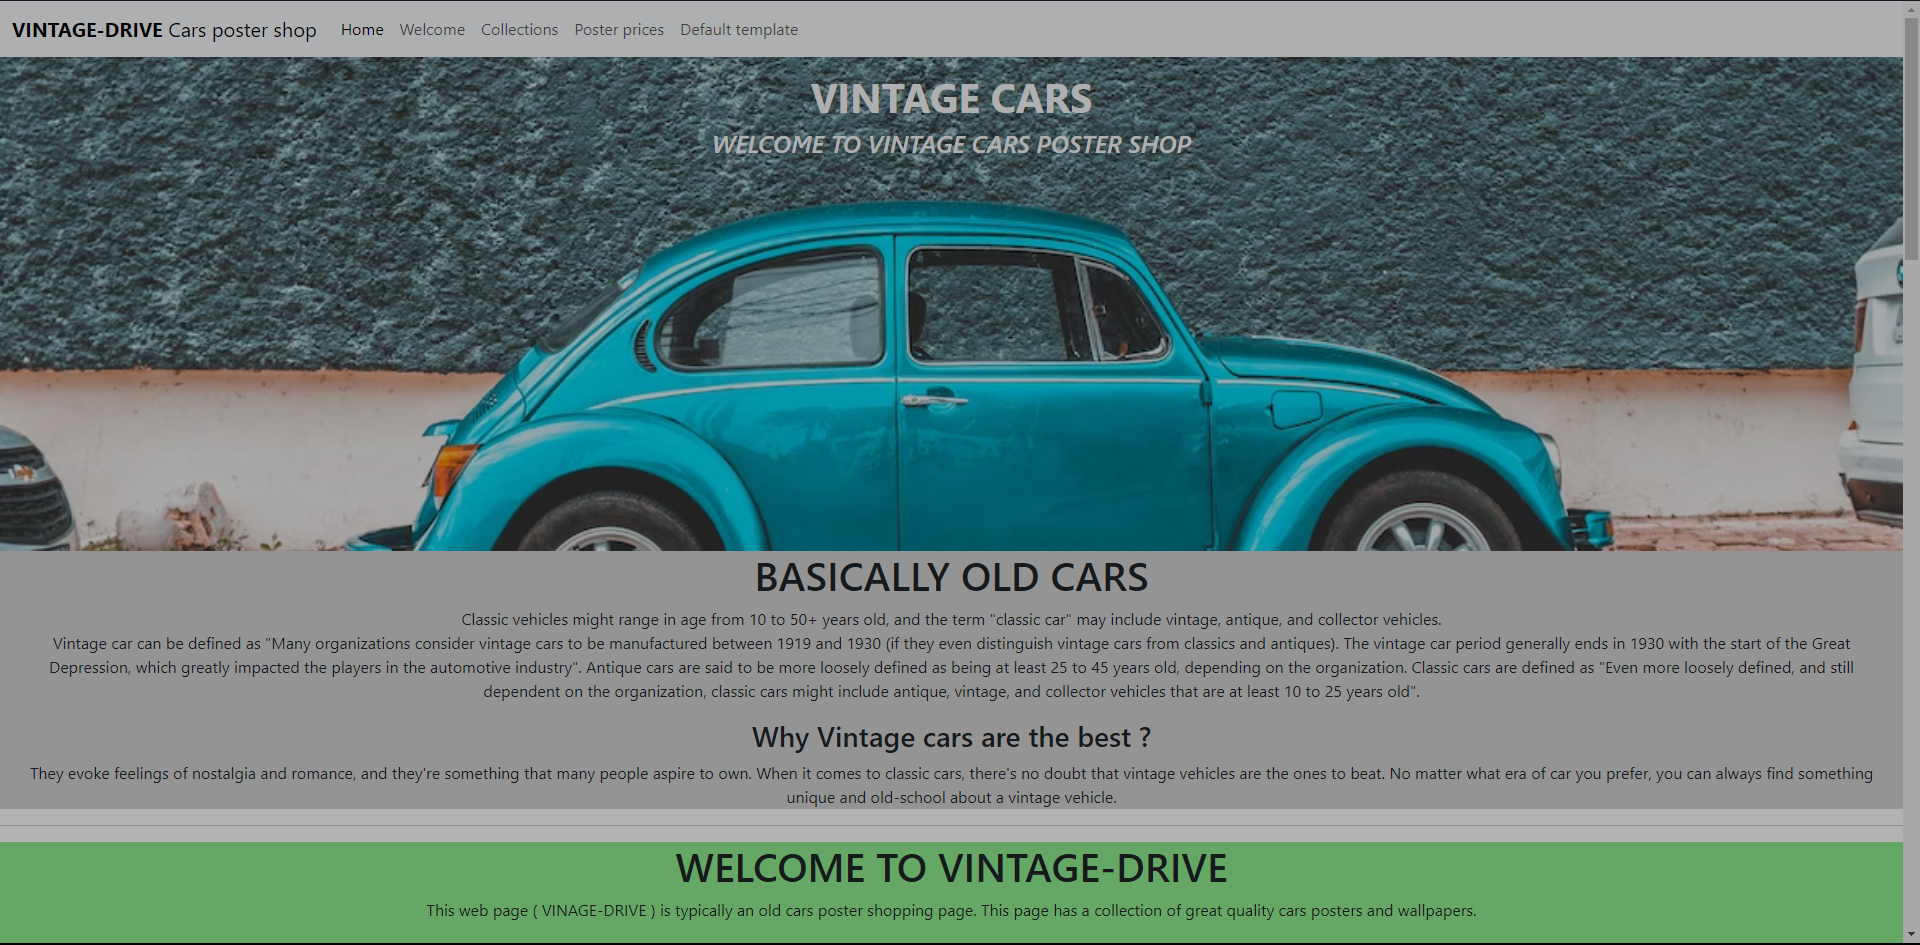 VINTAGE-DRIVE Cars poster shop Home Welcome Collections Poster prices Default template
VINTAGE CARS
WELCOME TO VINTAGE CARS POSTER SHOP
BASICALLY OLD CARS
Classic vehicles might range in age from 10 to 50+ years old, and the term "classic car" may include vintage, antique, and collector vehicles.
Vintage car can be defined as "Many organizations consider vintage cars to be manufactured between 1919 and 1930 (if they even distinguish vintage cars from classics and antiques). The vintage car period generally ends in 1930 with the start of the Great
Depression, which greatly impacted the players in the automotive industry". Antique cars are said to be more loosely defined as being at least 25 to 45 years old, depending on the organization. Classic cars are defined as "Even more loosely defined, and still
dependent on the organization, classic cars might include antique, vintage, and collector vehicles that are at least 10 to 25 years old".
Why Vintage cars are the best ?
They evoke feelings of nostalgia and romance, and they're something that many people aspire to own. When it comes to classic cars, there's no doubt that vintage vehicles are the ones to beat. No matter what era of car you prefer, you can always find something
unique and old-school about a vintage vehicle.
WELCOME TO VINTAGE-DRIVE
This web page ( VINAGE-DRIVE ) is typically an old cars poster shopping page. This page has a collection of great quality cars posters and wallpapers.